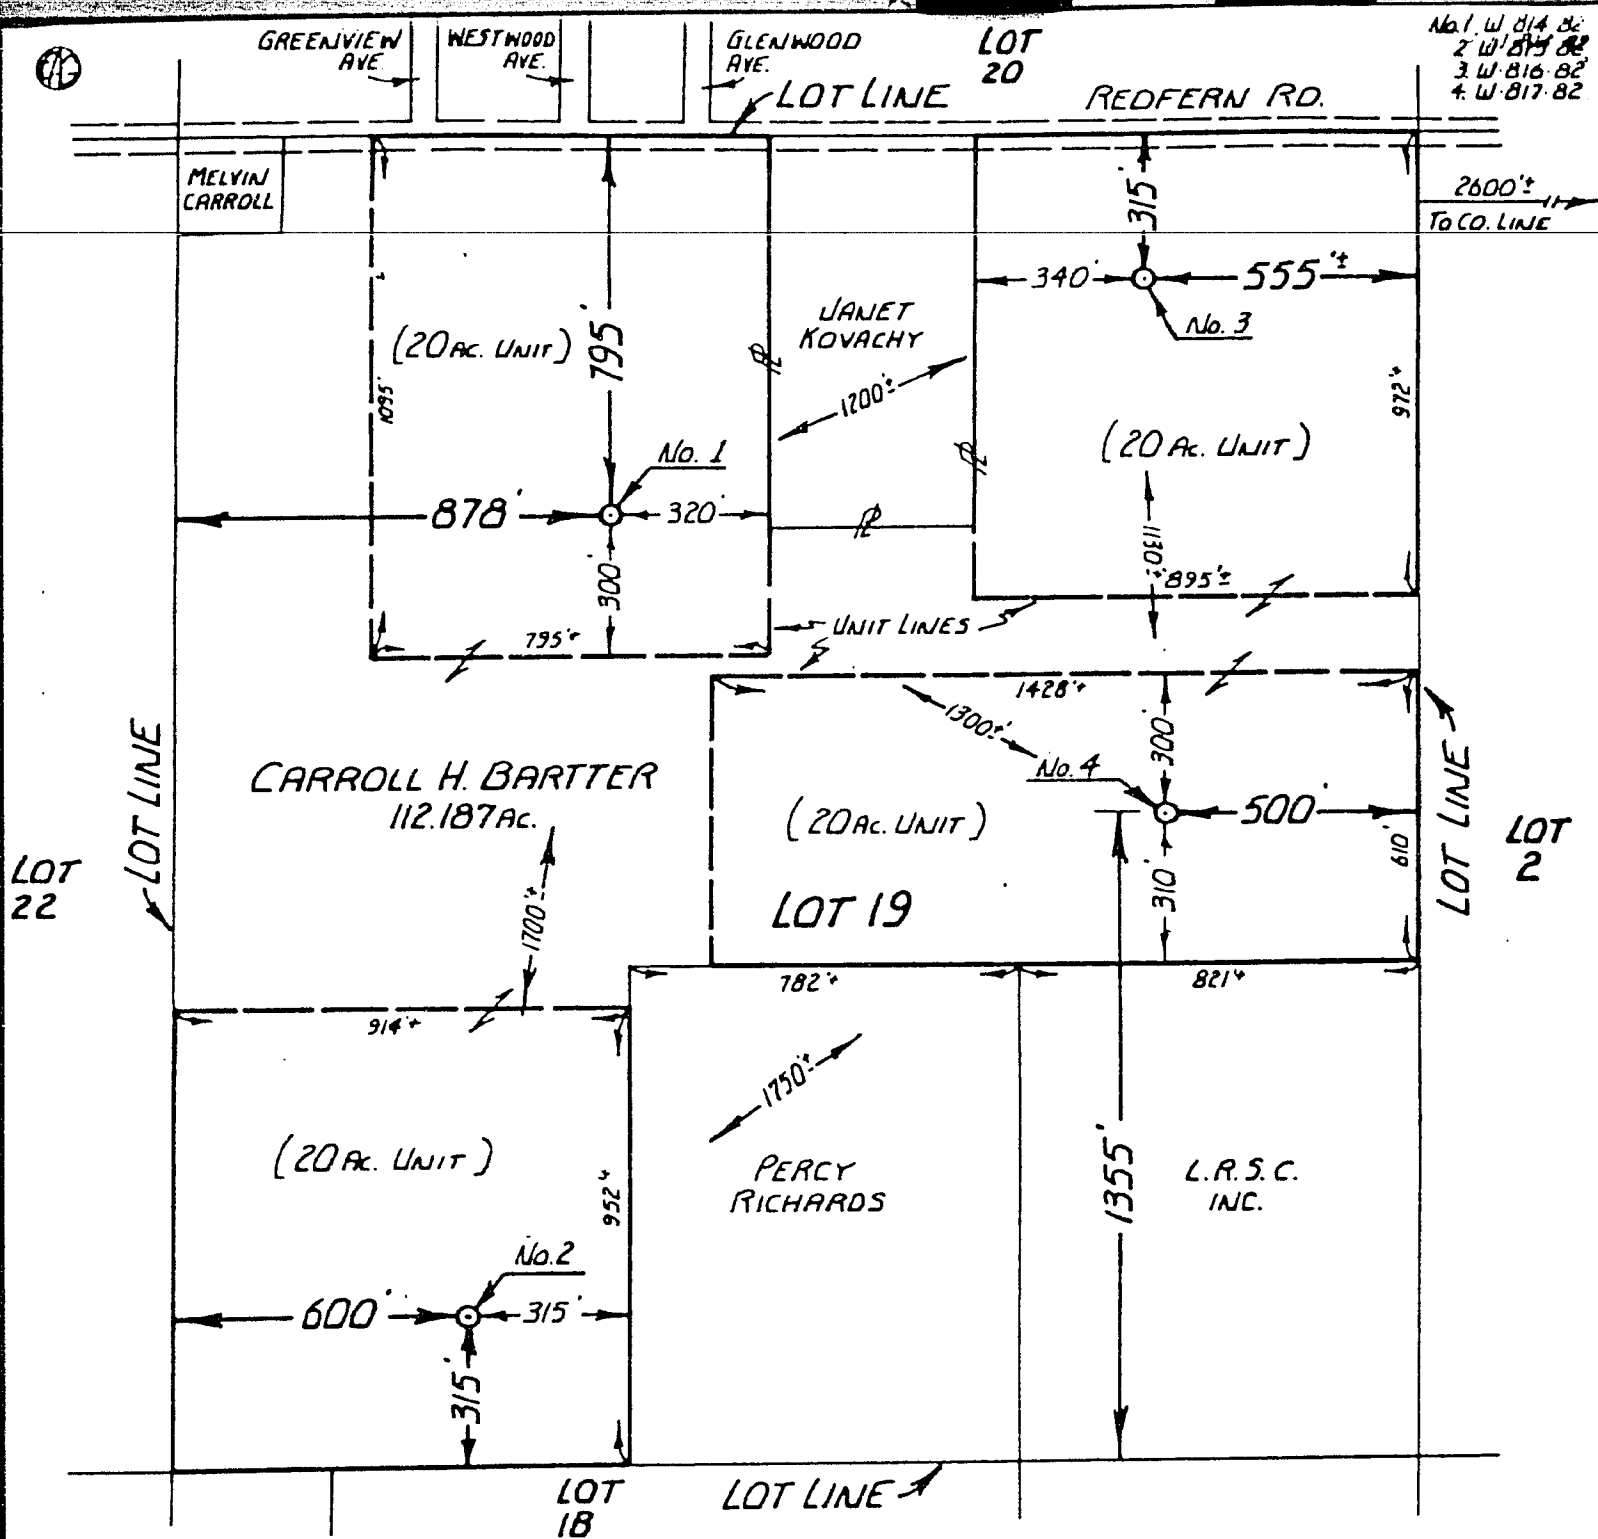 GREENVIEW
AVE.
WESTWOOD
AVE.
GLENWOOD
AVE.
LOT
20
No.1. W 814 82
2 W 815 82
3. W·816·82
4. W·817·82
LOT LINE
REDFERN RD.
MELVIN
CARROLL
315'
2600'±
TO CO. LINE
795'
340'
555'±
No. 3
JANET
KOVACHY
(20 AC. UNIT)
1095'
1200'±
972'±
(20 AC. UNIT)
No. 1
878'
320'
300'
1130'±
895'±
795'±
UNIT LINES
1428'±
1300'±
300'
LOT LINE
CARROLL H. BARTTER
112.187 AC.
No. 4
(20 AC. UNIT)
500'
610'
LOT LINE
LOT
2
LOT
22
310'
LOT 19
1700'±
782'±
821'±
914'±
1750'±
(20 AC. UNIT)
952'±
PERCY
RICHARDS
1355'
L.R.S.C.
INC.
No. 2
600'
315'
315'
LOT
18
LOT LINE